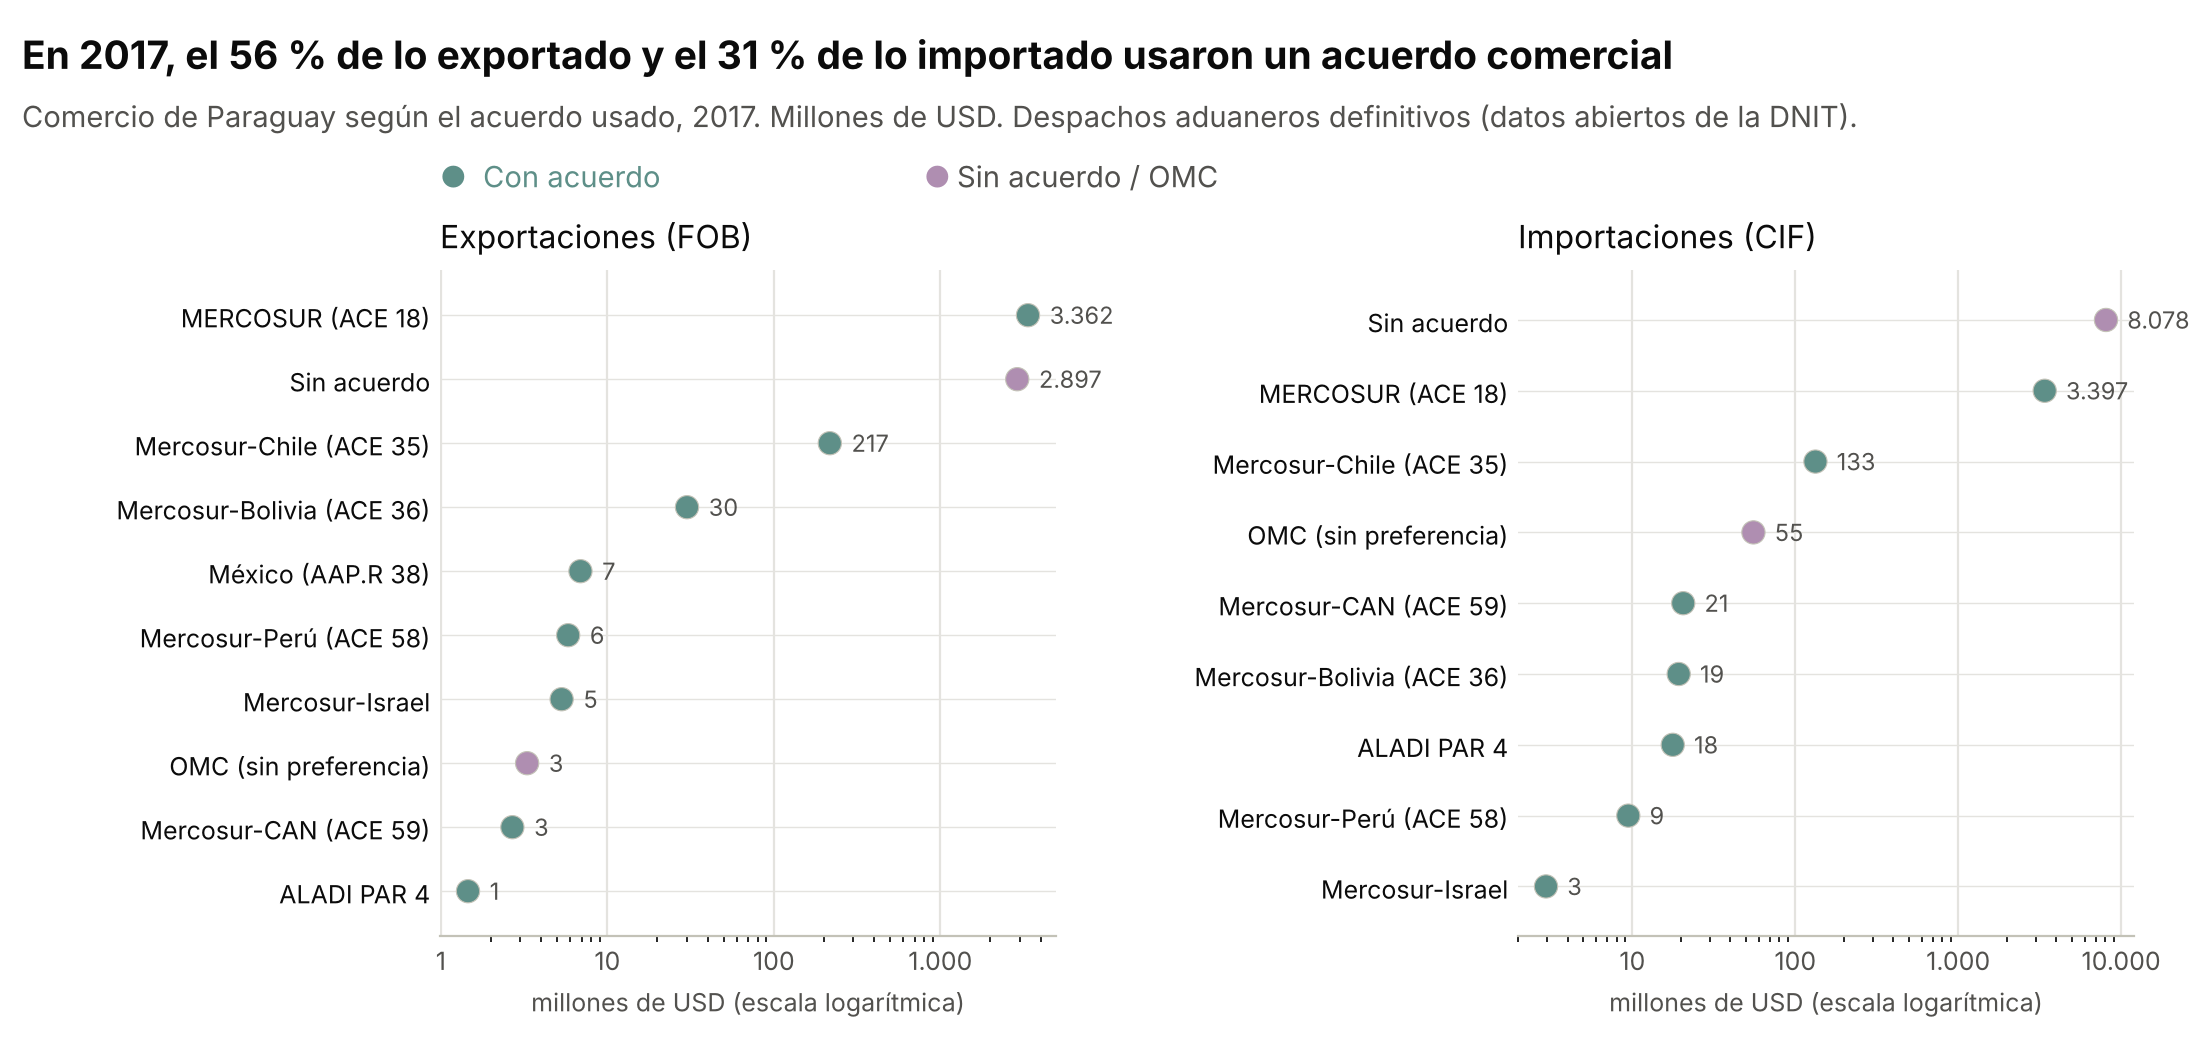 En 2017, el 56 % de lo exportado y el 31 % de lo importado usaron un acuerdo comercial
Comercio de Paraguay según el acuerdo usado, 2017. Millones de USD. Despachos aduaneros definitivos (datos abiertos de la DNIT).
Con acuerdo
Sin acuerdo / OMC
Exportaciones (FOB)
MERCOSUR (ACE 18) 3.362
Sin acuerdo 2.897
Mercosur-Chile (ACE 35) 217
Mercosur-Bolivia (ACE 36) 30
México (AAP.R 38) 7
Mercosur-Perú (ACE 58) 6
Mercosur-Israel 5
OMC (sin preferencia) 3
Mercosur-CAN (ACE 59) 3
ALADI PAR 4 1
1 10 100 1.000
millones de USD (escala logarítmica)
Importaciones (CIF)
Sin acuerdo 8.078
MERCOSUR (ACE 18) 3.397
Mercosur-Chile (ACE 35) 133
OMC (sin preferencia) 55
Mercosur-CAN (ACE 59) 21
Mercosur-Bolivia (ACE 36) 19
ALADI PAR 4 18
Mercosur-Perú (ACE 58) 9
Mercosur-Israel 3
10 100 1.000 10.000
millones de USD (escala logarítmica)